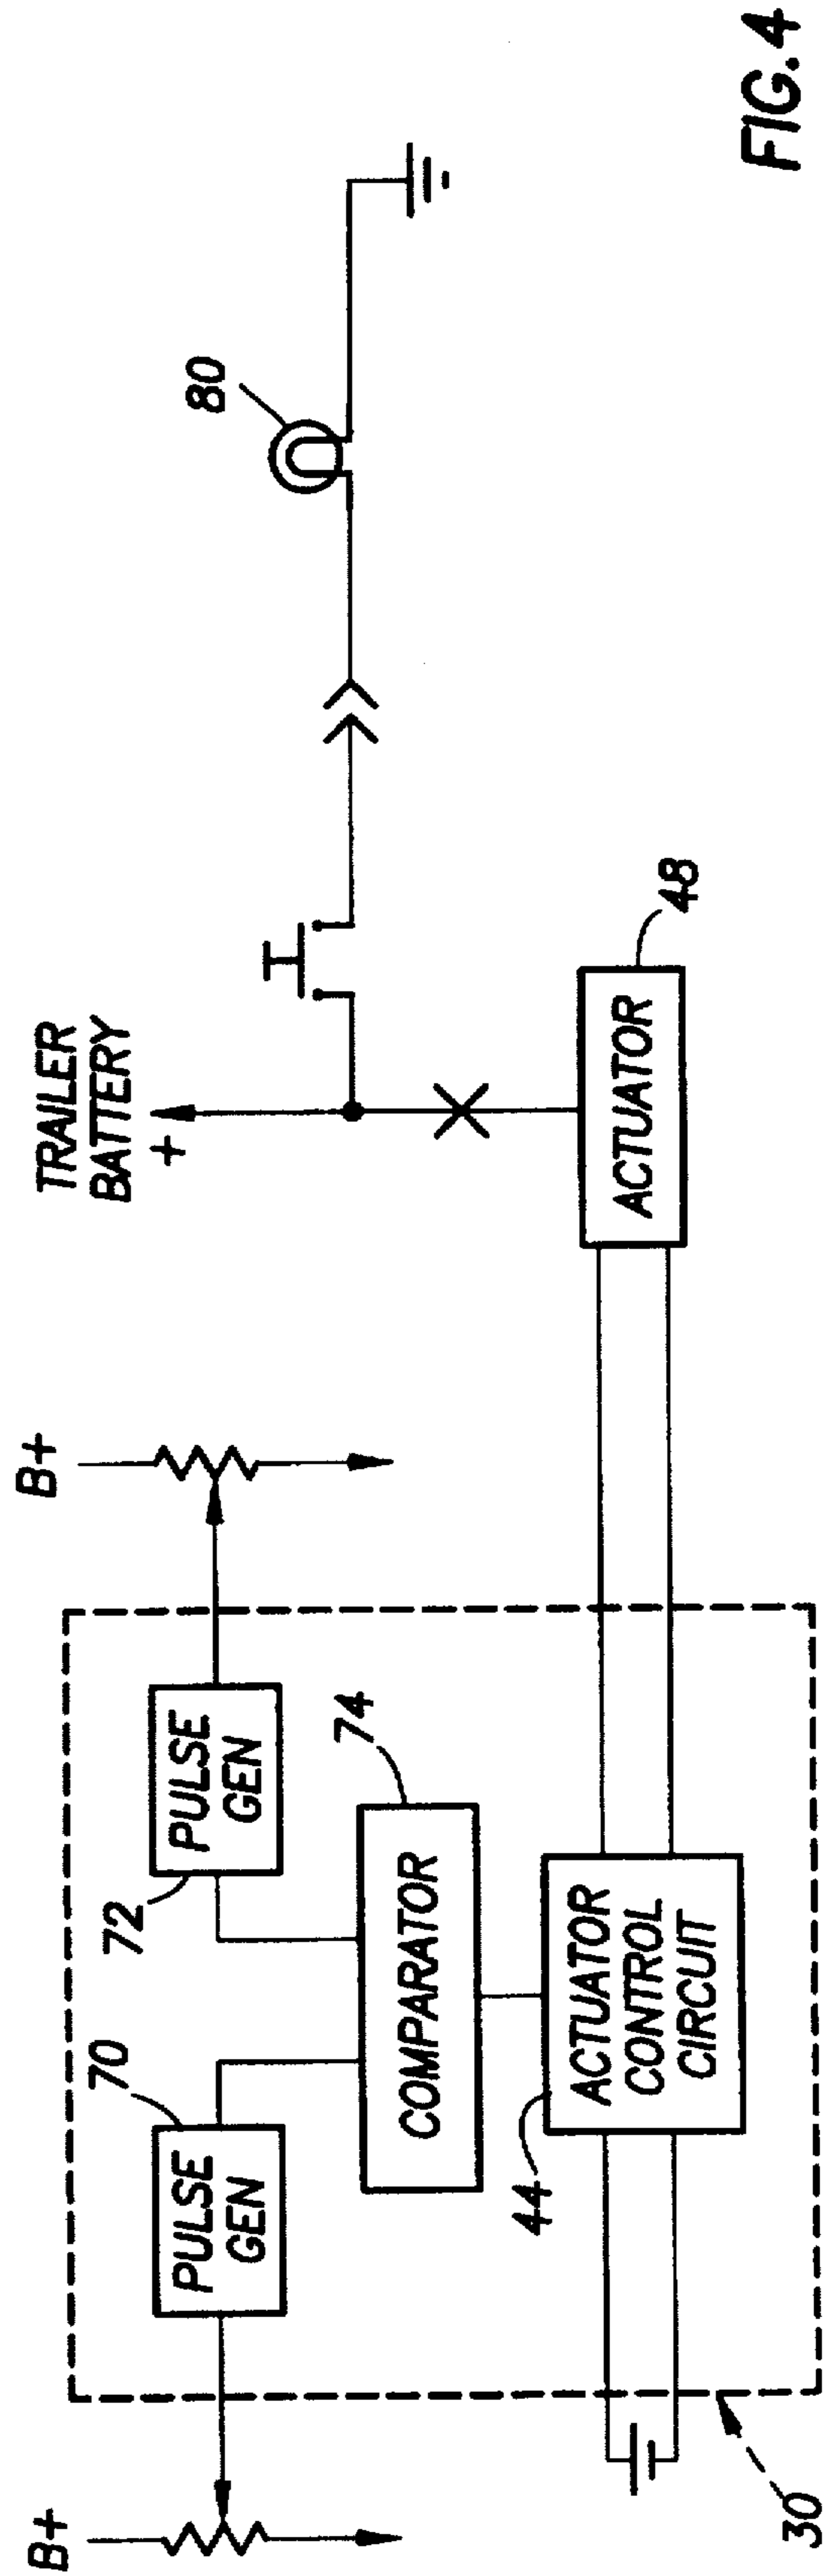 B+
B+
TRAILER
BATTERY
+
70
PULSE
GEN
72
PULSE
GEN
74
COMPARATOR
80
44
ACTUATOR
CONTROL
CIRCUIT
ACTUATOR
48
30
FIG. 4